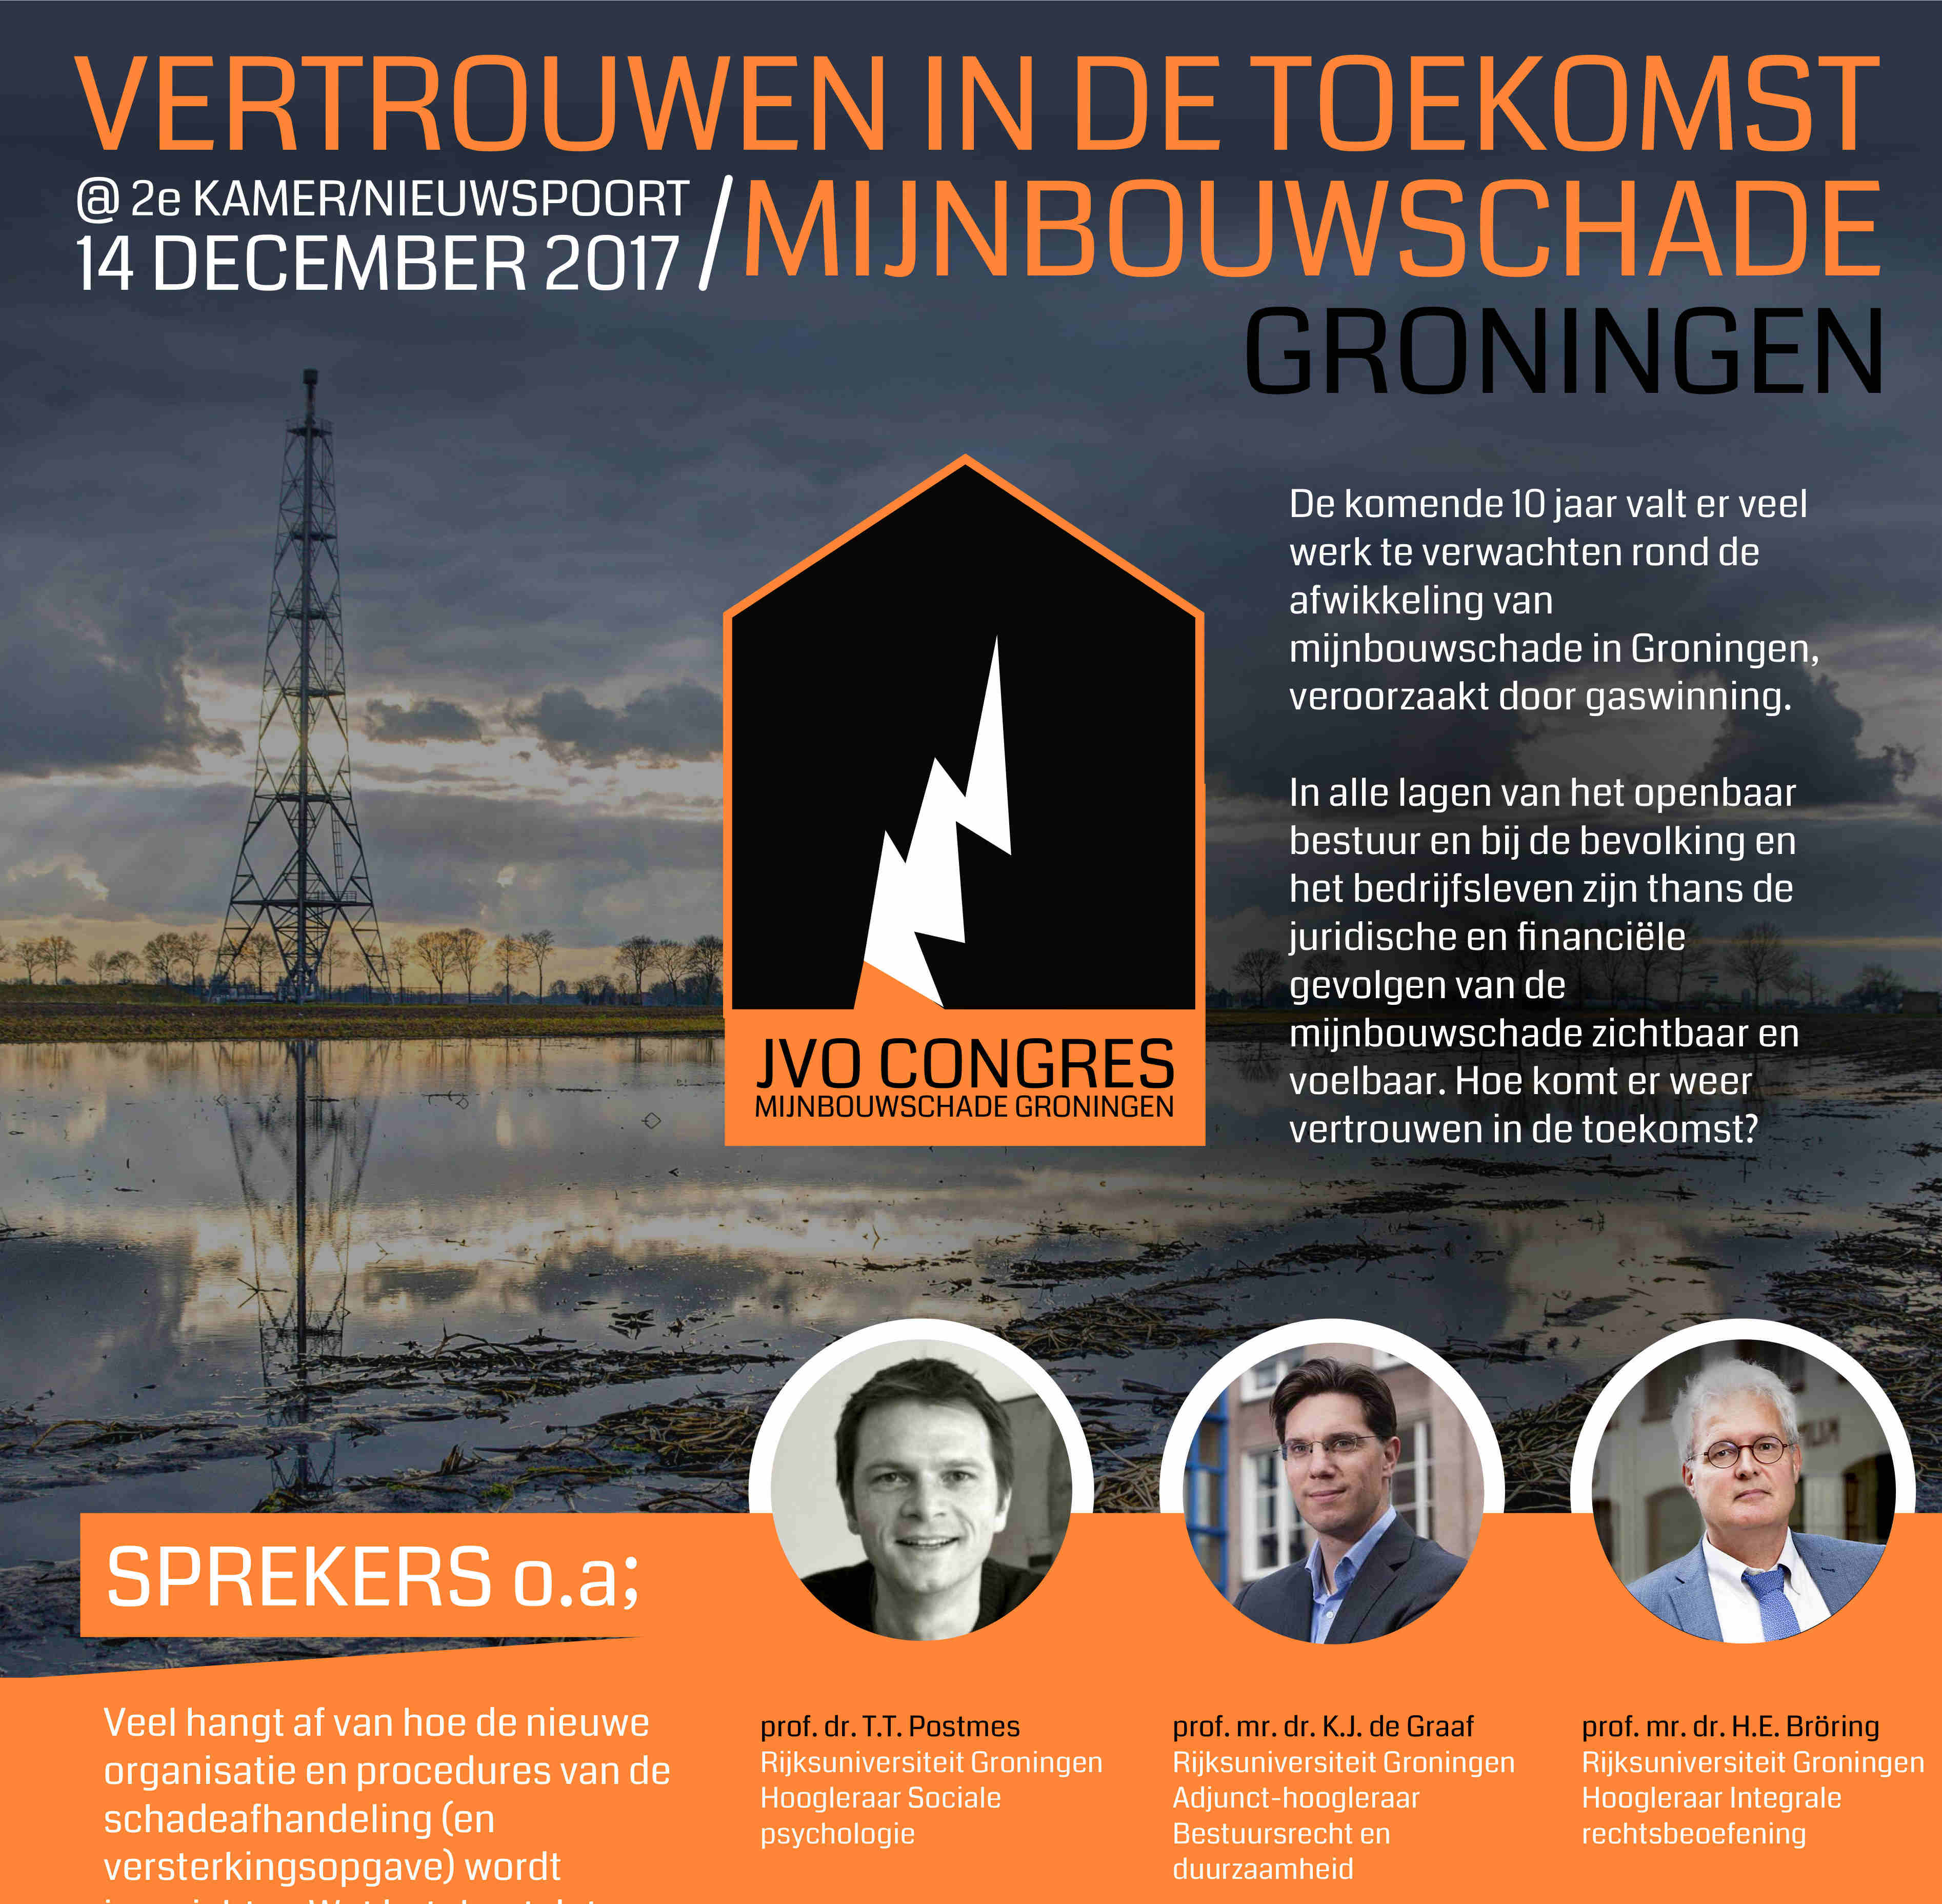 VERTROUWEN IN DE TOEKOMST
@ 2e KAMER/NIEUWSPOORT
14 DECEMBER 2017
/MIJNBOUWSCHADE
GRONINGEN
De komende 10 jaar valt er veel
werk te verwachten rond de
afwikkeling van
mijnbouwschade in Groningen,
veroorzaakt door gaswinning.
In alle lagen van het openbaar
bestuur en bij de bevolking en
het bedrijfsleven zijn thans de
juridische en financiële
gevolgen van de
mijnbouwschade zichtbaar en
voelbaar. Hoe komt er weer
vertrouwen in de toekomst?
JVO CONGRES
MIJNBOUWSCHADE GRONINGEN
SPREKERS o.a;
Veel hangt af van hoe de nieuwe
organisatie en procedures van de
schadeafhandeling (en
versterkingsopgave) wordt
prof. dr. T.T. Postmes
Rijksuniversiteit Groningen
Hoogleraar Sociale
psychologie
prof. mr. dr. K.J. de Graaf
Rijksuniversiteit Groningen
Adjunct-hoogleraar
Bestuursrecht en
duurzaamheid
prof. mr. dr. H.E. Bröring
Rijksuniversiteit Groningen
Hoogleraar Integrale
rechtsbeoefening